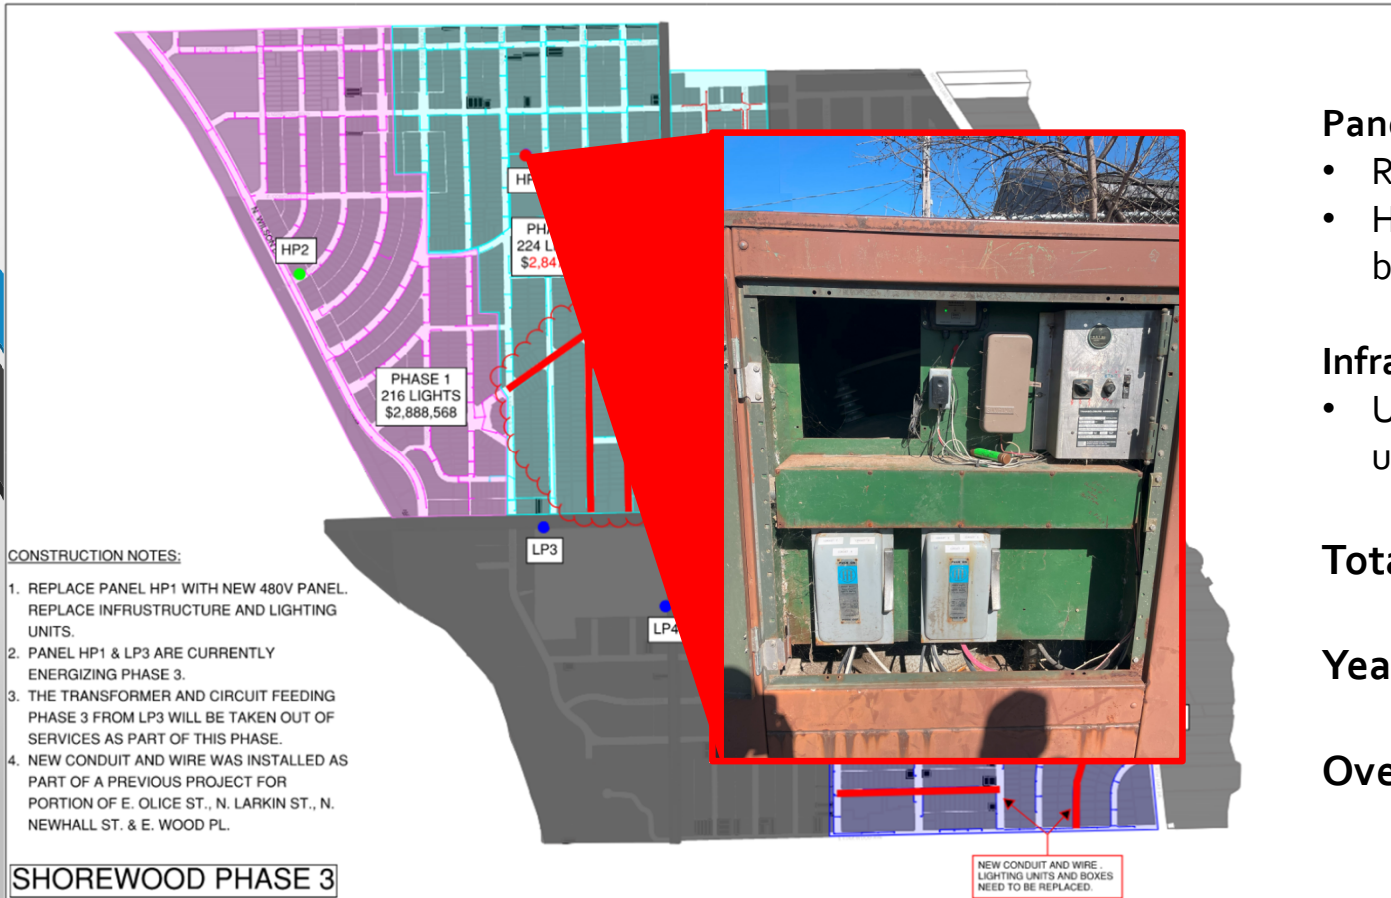 N. WILSON
HP2
PHASE 1
216 LIGHTS
$2,888,568
224
LP3
LP4
CONSTRUCTION NOTES:
1. REPLACE PANEL HP1 WITH NEW 480V PANEL.
REPLACE INFRUSTRUCTURE AND LIGHTING
UNITS.
2. PANEL HP1 & LP3 ARE CURRENTLY
ENERGIZING PHASE 3.
3. THE TRANSFORMER AND CIRCUIT FEEDING
PHASE 3 FROM LP3 WILL BE TAKEN OUT OF
SERVICES AS PART OF THIS PHASE.
4. NEW CONDUIT AND WIRE WAS INSTALLED AS
PART OF A PREVIOUS PROJECT FOR
PORTION OF E. OLICE ST., N. LARKIN ST., N.
NEWHALL ST. & E. WOOD PL.
SHOREWOOD PHASE 3
NEW CONDUIT AND WIRE .
LIGHTING UNITS AND BOXES
NEED TO BE REPLACED.